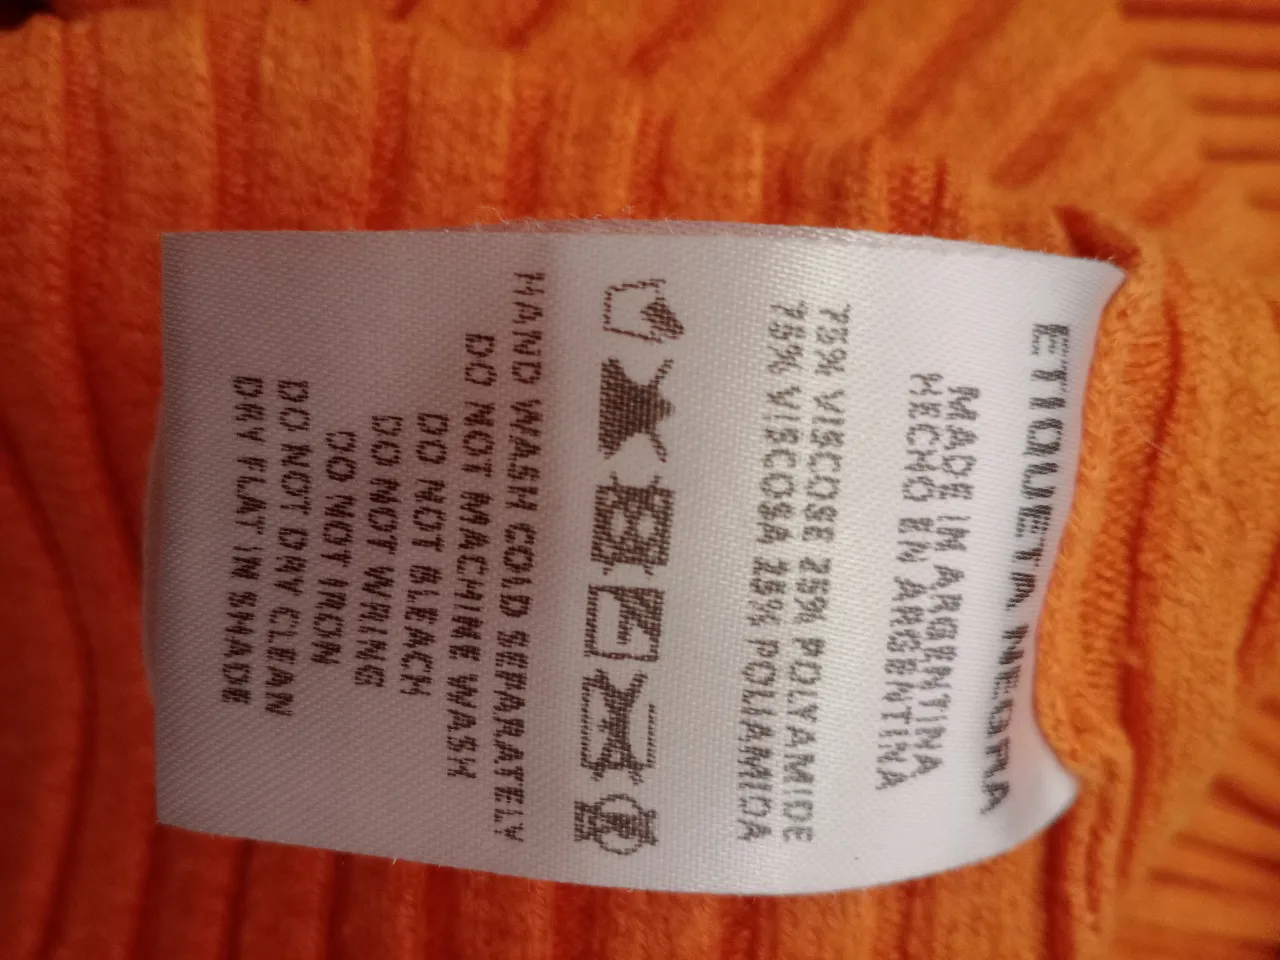 ETIQUETA NEGRA
MADE IN ARGENTINA
HECHO EN ARGENTINA
75% VISCOSE 25% POLYAMIDE
75% VISCOSA 25% POLIAMIDA
HAND WASH COLD SEPARATELY
DO NOT MACHINE WASH
DO NOT BLEACH
DO NOT WRING
DO NOT IRON
DO NOT DRY CLEAN
DRY FLAT IN SHADE